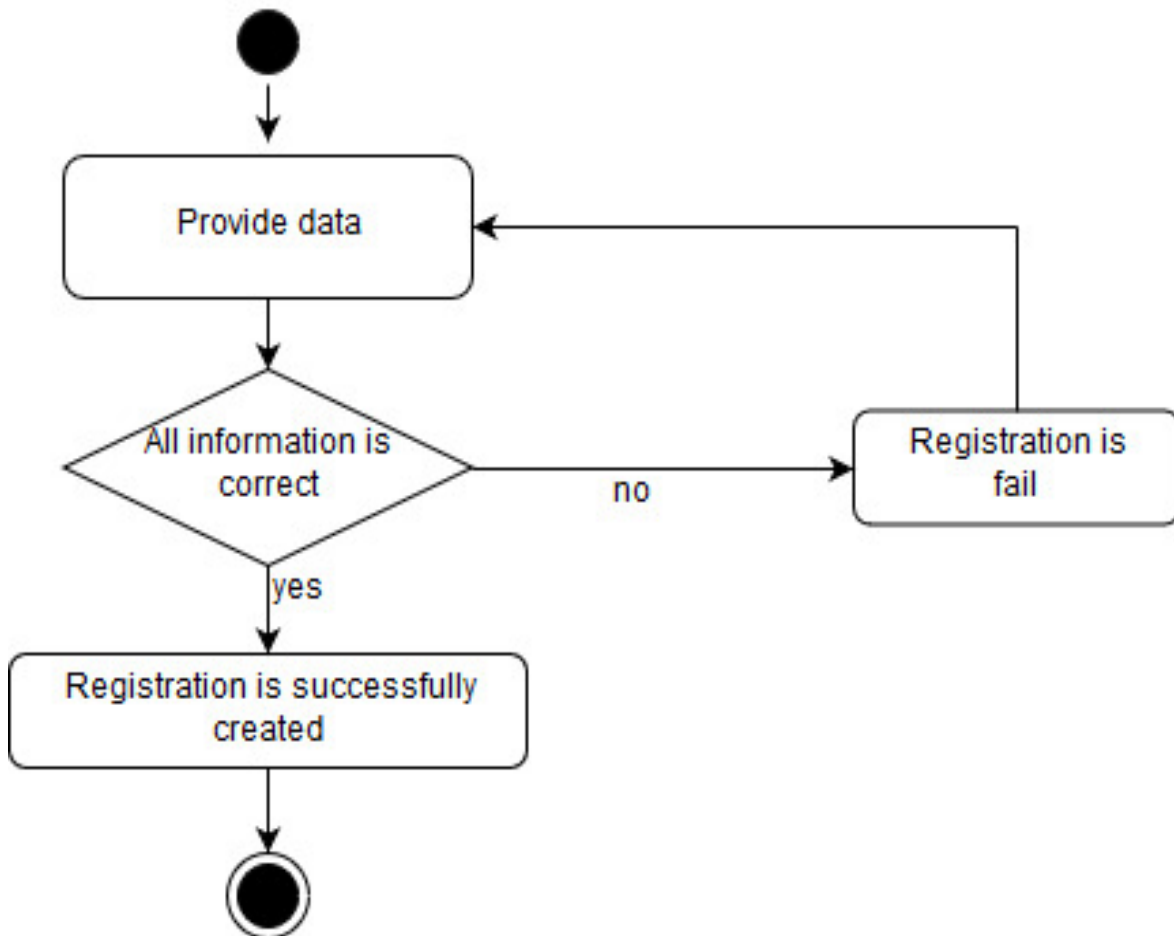 Provide data
All information is
correct
no
Registration is
fail
yes
Registration is successfully
created